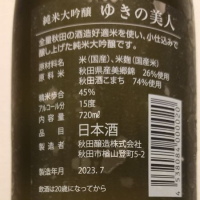 純米大吟醸 ゆきの美人
全量秋田の酒造好適米を使い、小仕込みで
醸し上げた純米大吟醸です。
原材料 米(国産)、米麹(国産米)
原料米 秋田県産美郷錦 26%使用
秋田酒こまち 74%使用
精米歩合 45%
アルコール分 15度
内容量 720ml
品目 日本酒
製造者 秋田醸造株式会社
秋田市楢山登町5-2
製造年月 2023.7
飲酒は20歳になってから